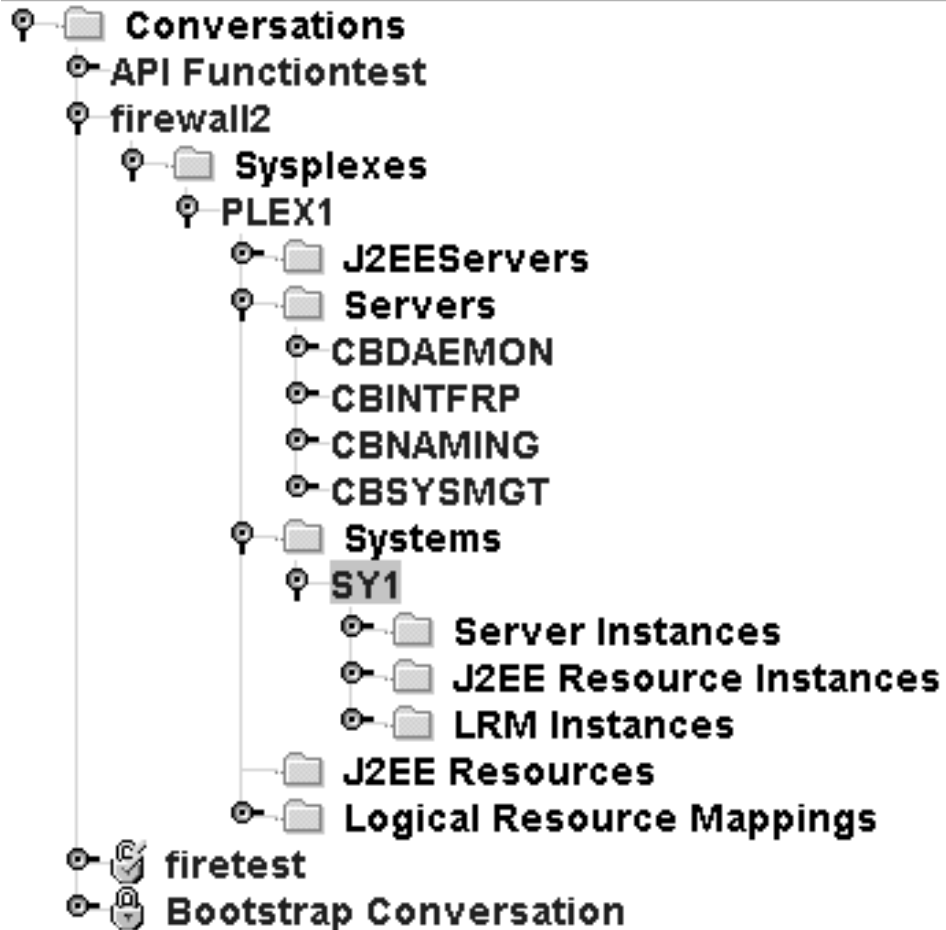 Conversations
API Functiontest
firewall2
Sysplexes
PLEX1
J2EEServers
Servers
CBDAEMON
CBINTFRP
CBNAMING
CBSYSMGT
Systems
SY1
Server Instances
J2EE Resource Instances
LRM Instances
J2EE Resources
Logical Resource Mappings
firetest
Bootstrap Conversation